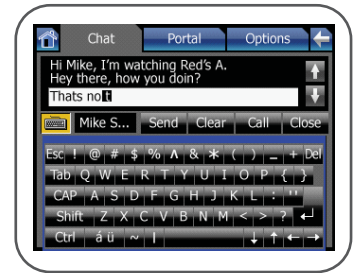 Chat Portal Options
Hi Mike, I'm watching Red's A.
Hey there, how you doin?
Thats no
Mike S... Send Clear Call Close
Esc ! @ # $ % ʌ & * ( ) _ + Del
Tab Q W E R T Y U I O P { }
CAP A S D F G H J K L : ''
Shift Z X C V B N M < > ? ↵
Ctrl á ü ~ | ↓ ↑ ← →